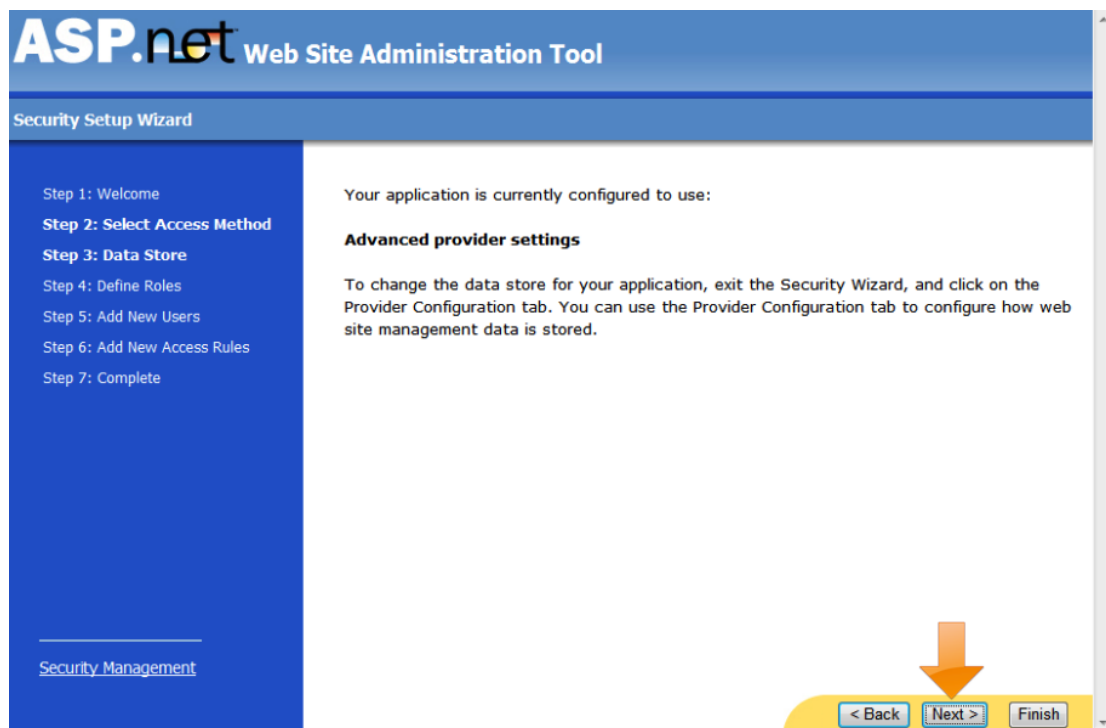 ASP.net Web Site Administration Tool
Security Setup Wizard
Step 1: Welcome
Step 2: Select Access Method
Step 3: Data Store
Step 4: Define Roles
Step 5: Add New Users
Step 6: Add New Access Rules
Step 7: Complete
Security Management
Your application is currently configured to use:
Advanced provider settings
To change the data store for your application, exit the Security Wizard, and click on the
Provider Configuration tab. You can use the Provider Configuration tab to configure how web
site management data is stored.
< Back Next > Finish